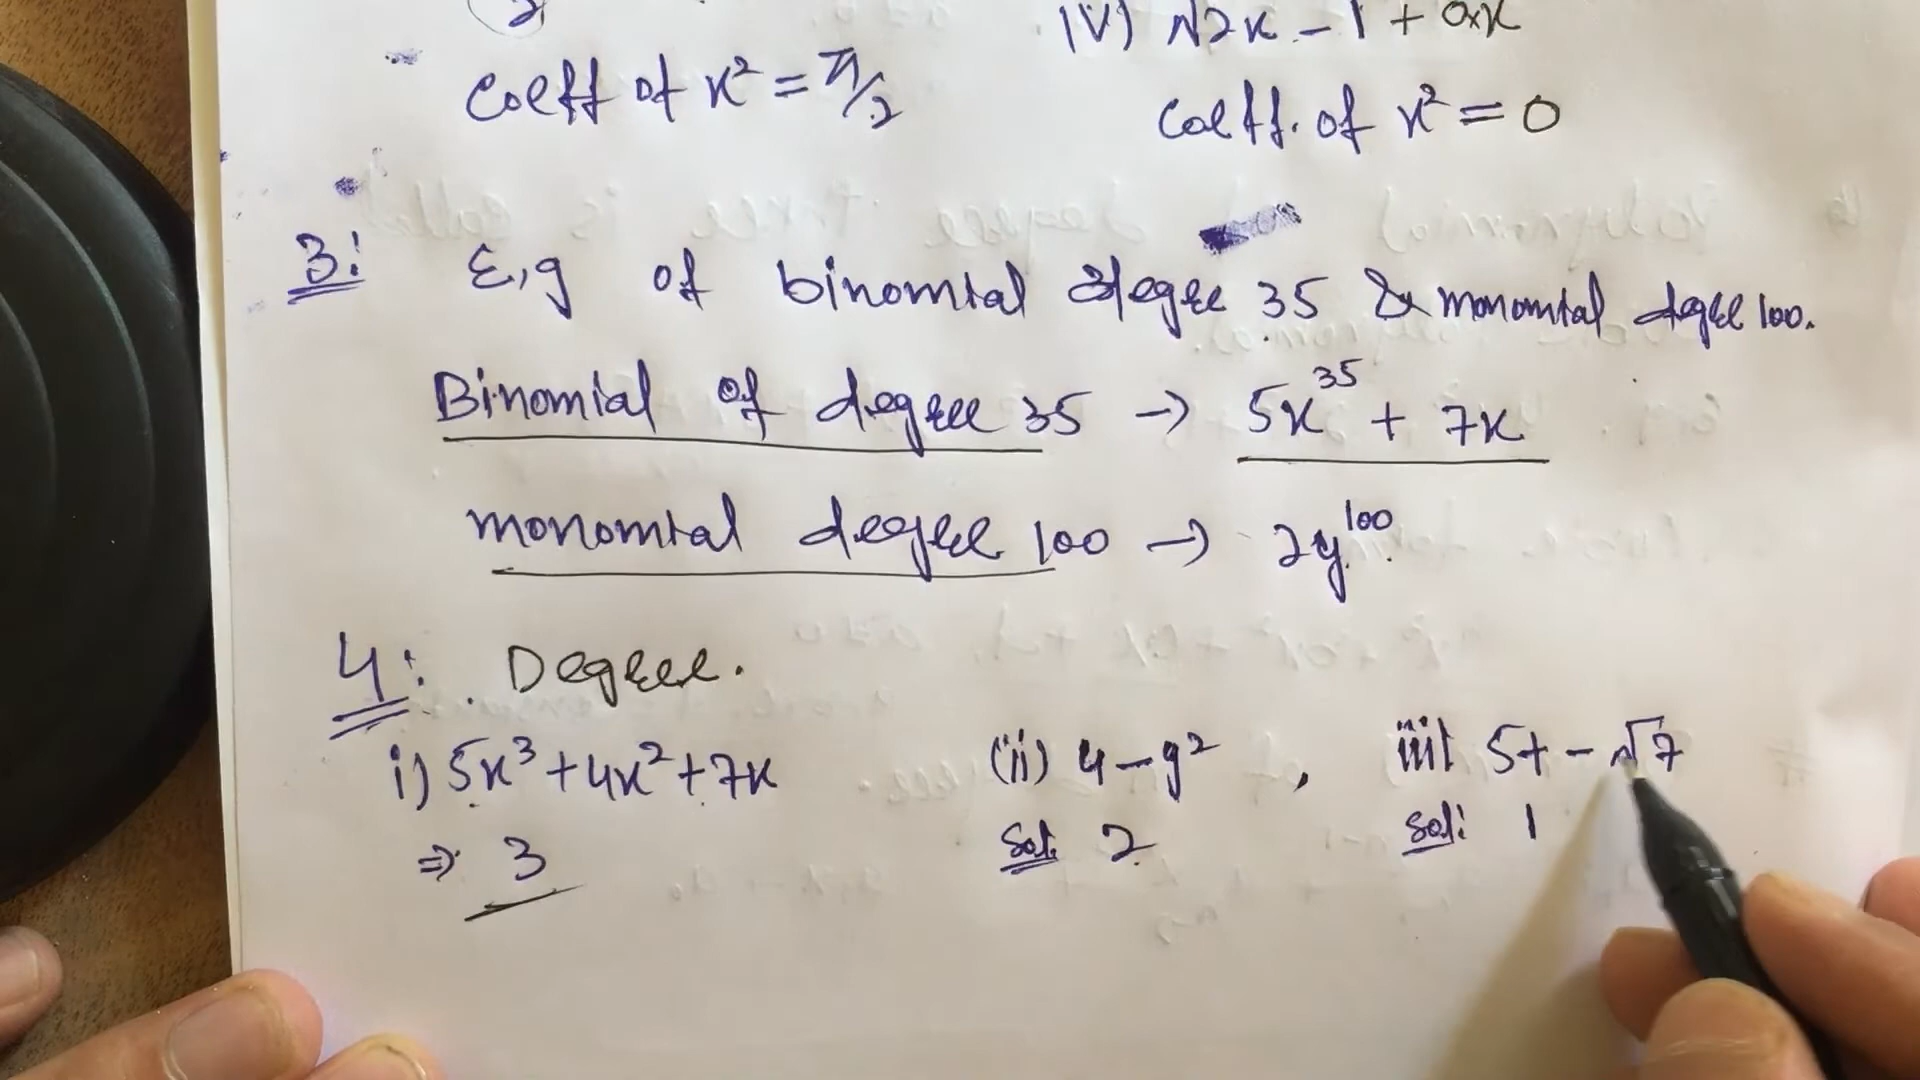 iv) √2x - 1 + 0xx
Coeff of x² = π/2
Coeff. of x² = 0
3: E,g of binomial degree 35 & monomial degree 100.
Binomial of degree 35 → 5x³⁵ + 7x
monomial degree 100 → 2y¹⁰⁰
4: Degree.
i) 5x³ + 4x² + 7x (ii) 4 - y² , iii) 5t - √7
⇒ 3 Sol: 2 Sol: 1